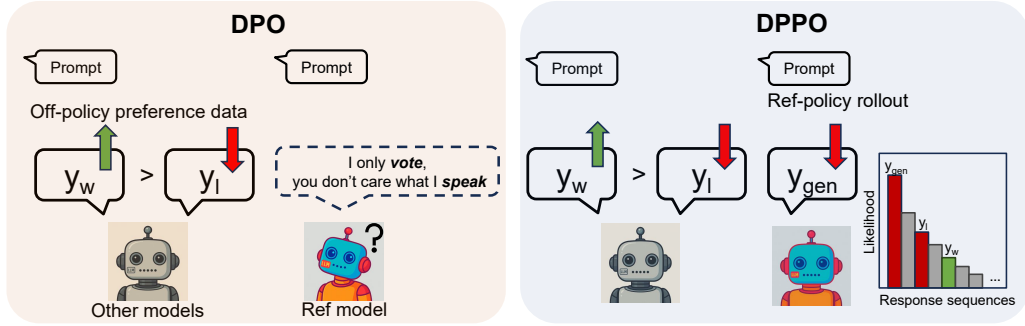 DPO
Prompt
Prompt
Off-policy preference data
y_w
>
y_l
I only vote,
you don't care what I speak
?
Other models
Ref model
DPPO
Prompt
Prompt
Ref-policy rollout
y_w
>
y_l
y_gen
Likelihood
y_gen
y_l
y_w
...
Response sequences